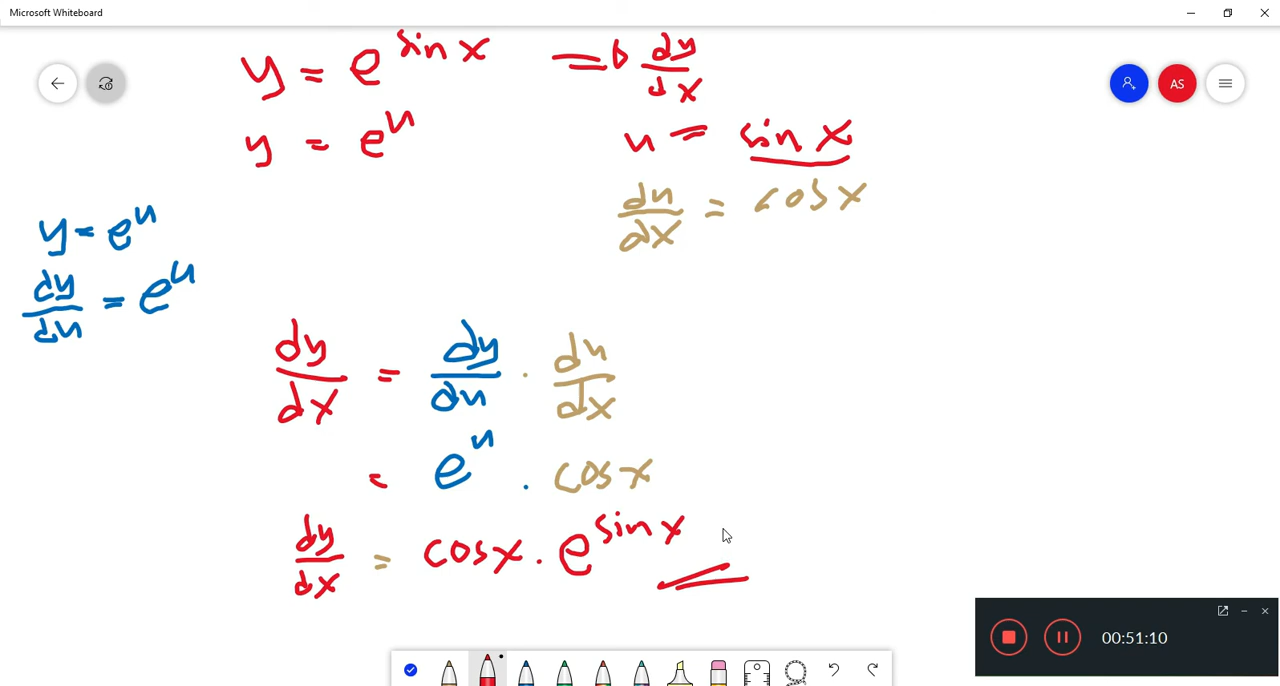 Microsoft Whiteboard
y = e^{sin x} ⇒ dy/dx
y = e^u
u = sin x
du/dx = cos x
y = e^u
dy/du = e^u
dy/dx = dy/du · du/dx
= e^u · cos x
dy/dx = cos x · e^{sin x}
AS
00:51:10